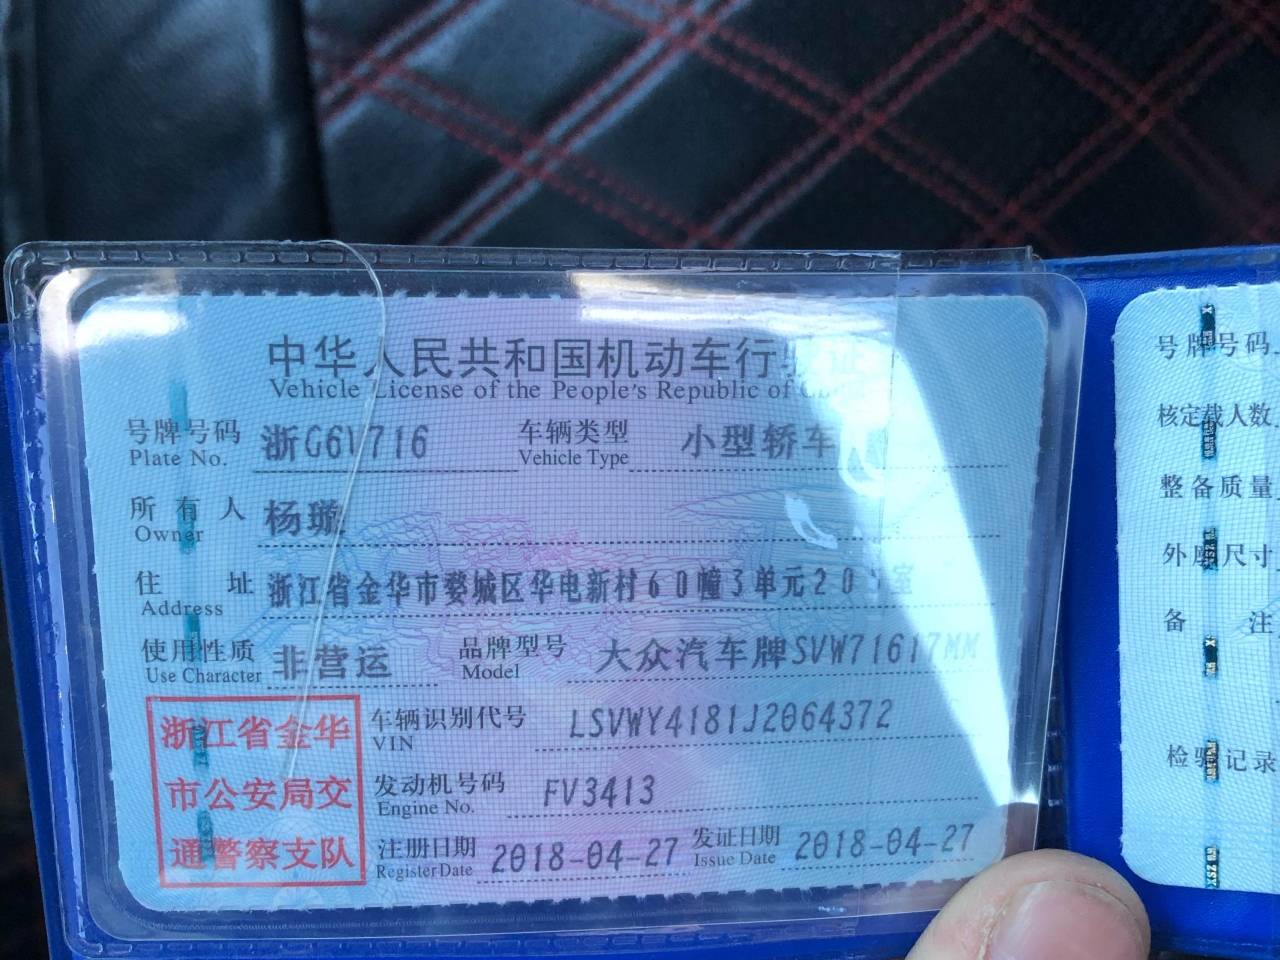 中华人民共和国机动车行驶证
Vehicle License of the People's Republic of China
号牌号码 浙G6V716 车辆类型 小型轿车
Plate No. Vehicle Type
所有人 杨璇
Owner
住址 浙江省金华市婺城区华电新村60幢3单元20 室
Address
使用性质 非营运 品牌型号 大众汽车牌SVW71617MM
Use Character Model
浙江省金华
市公安局交
通警察支队
车辆识别代号 LSVWY4181J2064372
VIN
发动机号码 FV3413
Engine No.
注册日期 2018-04-27 发证日期 2018-04-27
Register Date Issue Date
号牌号码
核定载人数
整备质量
外廓尺寸
备注
检验记录